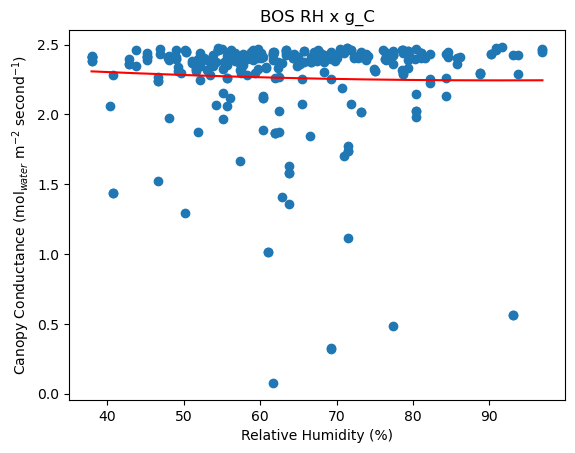 BOS RH x g_C
Canopy Conductance (mol_water m⁻² second⁻¹)
2.5
2.0
1.5
1.0
0.5
0.0
40 50 60 70 80 90
Relative Humidity (%)